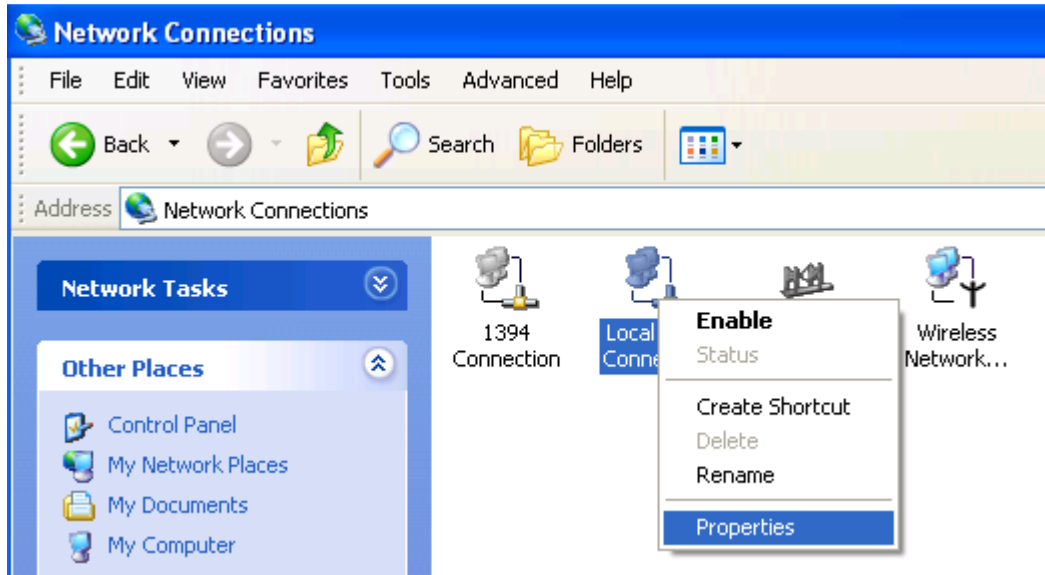 Network Connections
File Edit View Favorites Tools Advanced Help
Back Search Folders
Address Network Connections
Network Tasks
Other Places
Control Panel
My Network Places
My Documents
My Computer
1394
Connection
Local
Wireless
Network...
Enable
Status
Create Shortcut
Delete
Rename
Properties